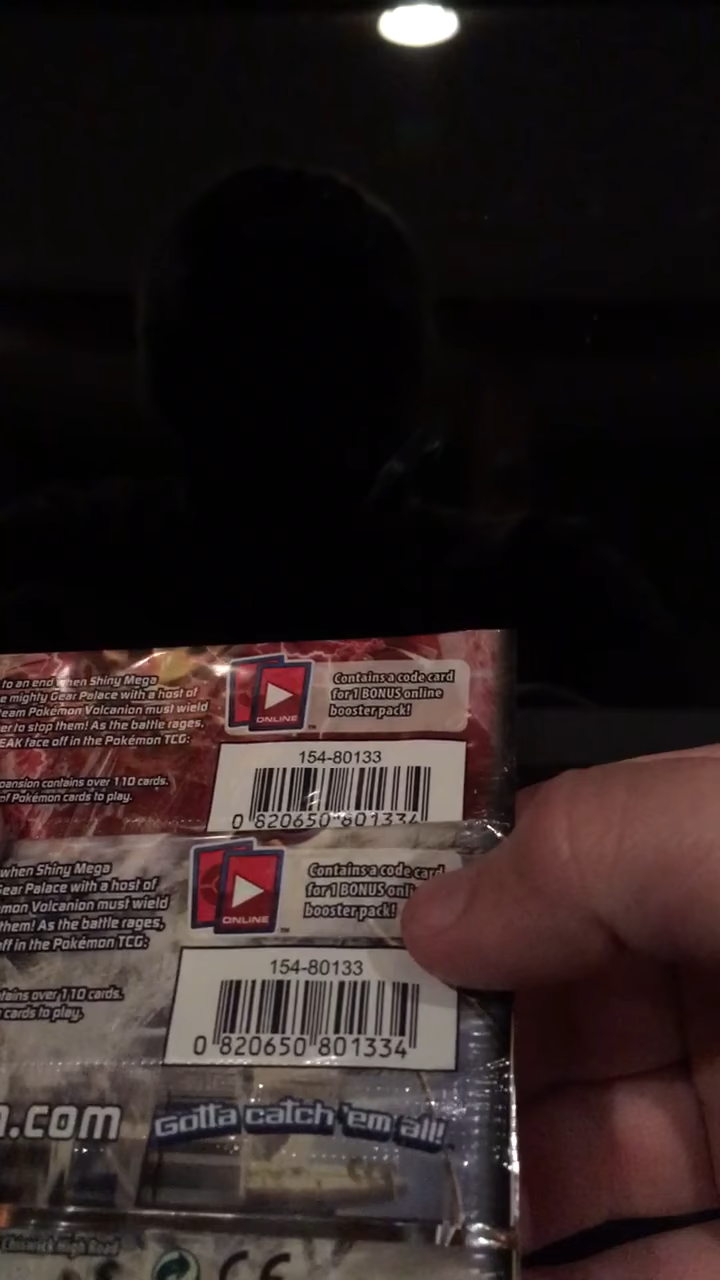 to an end when Shiny Mega
e mighty Gear Palace with a host of
eam Pokémon Volcanion must wield
er to stop them! As the battle rages,
EAK face off in the Pokémon TCG:
pansion contains over 110 cards.
of Pokémon cards to play.
ONLINE
Contains a code card
for 1 BONUS online
booster pack!
154-80133
0 820650 801334
when Shiny Mega
Gear Palace with a host of
mon Volcanion must wield
them! As the battle rages,
ff in the Pokémon TCG:
tains over 110 cards.
cards to play.
ONLINE
Contains a code card
for 1 BONUS onli
booster pack!
154-80133
0 820650 801334
n.com
Gotta catch 'em all!
Chiswick High Road
CE